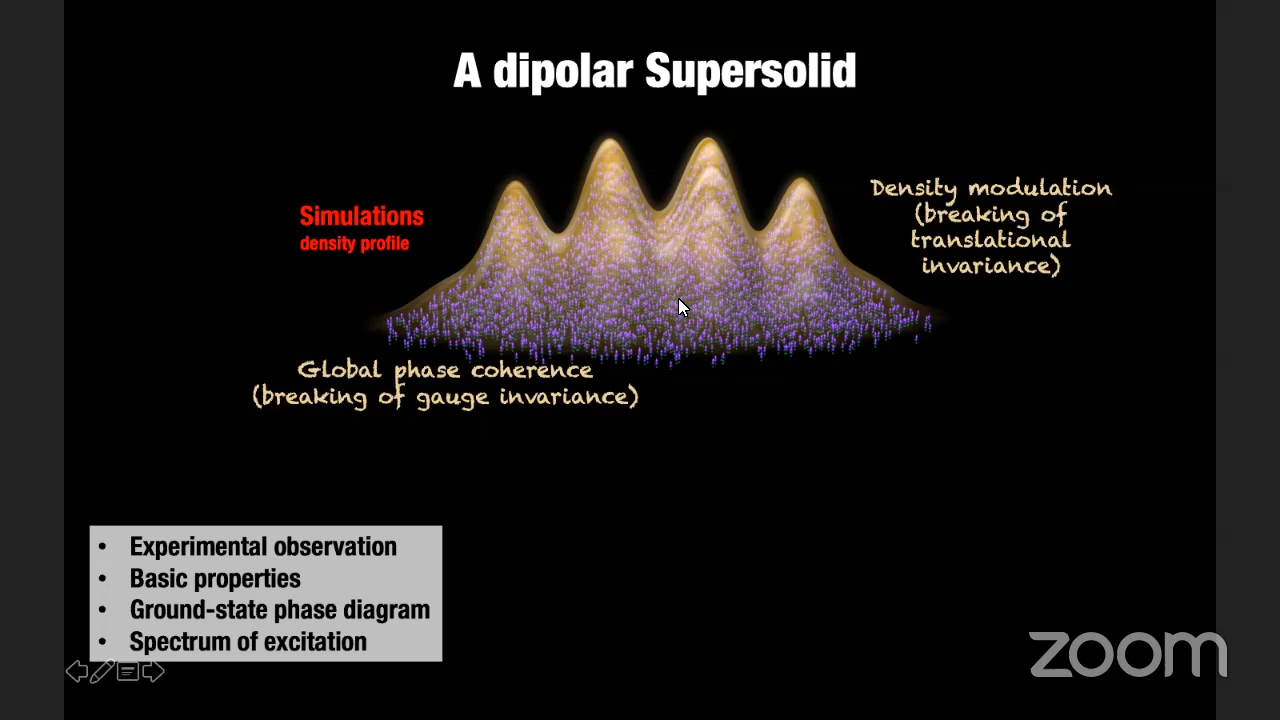 A dipolar Supersolid
Simulations
density profile
Density modulation
(breaking of
translational
invariance)
Global phase coherence
(breaking of gauge invariance)
• Experimental observation
• Basic properties
• Ground-state phase diagram
• Spectrum of excitation
zoom